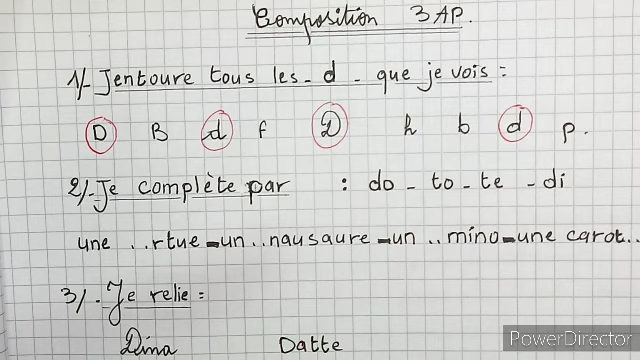 Composition 3AP.
1/- J'entoure tous les - d - que je vois :
D B d f D h b d p.
2/- Je complète par : do - to - te - di
une ..rtue - un ..nausaure - un ..mino - une carot..
3/- Je relie :
Dina Datte
PowerDirector